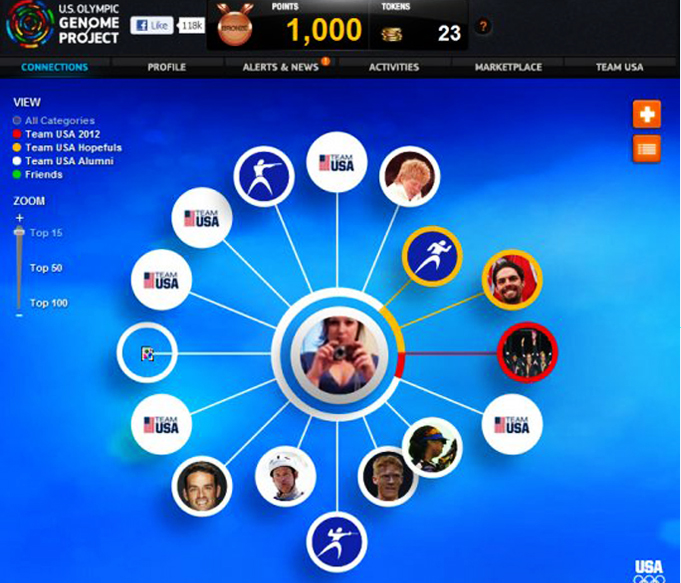 U.S. OLYMPIC
GENOME
PROJECT
Like
118k
BRONZE
POINTS
1,000
TOKENS
23
?
CONNECTIONS
PROFILE
ALERTS & NEWS
ACTIVITIES
MARKETPLACE
TEAM USA
VIEW
All Categories
Team USA 2012
Team USA Hopefuls
Team USA Alumni
Friends
ZOOM
+
Top 15
Top 50
Top 100
−
TEAM
USA
TEAM
USA
TEAM
USA
TEAM
USA
TEAM
USA
USA